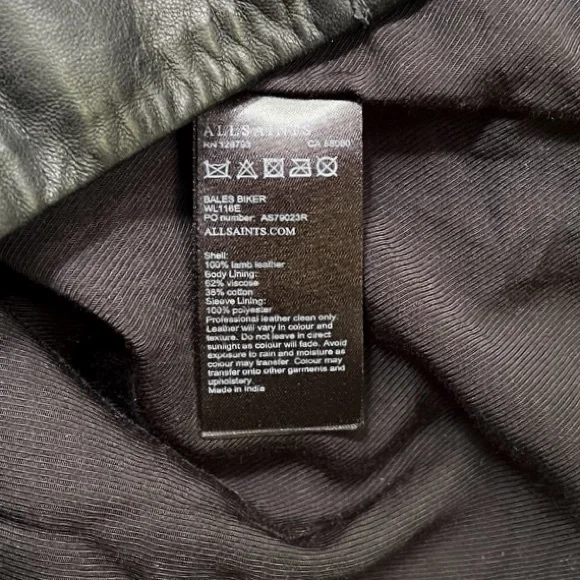 ALLSAINTS
RN 128793 CA 55080
BALES BIKER
WL116E
PO number: AS79023R
ALLSAINTS.COM
Shell:
100% lamb leather
Body Lining:
62% viscose
38% cotton
Sleeve Lining:
100% polyester
Professional leather clean only.
Leather will vary in colour and
texture. Do not leave in direct
sunlight as colour will fade. Avoid
exposure to rain and moisture as
colour may transfer. Colour may
transfer onto other garments and
upholstery.
Made in India